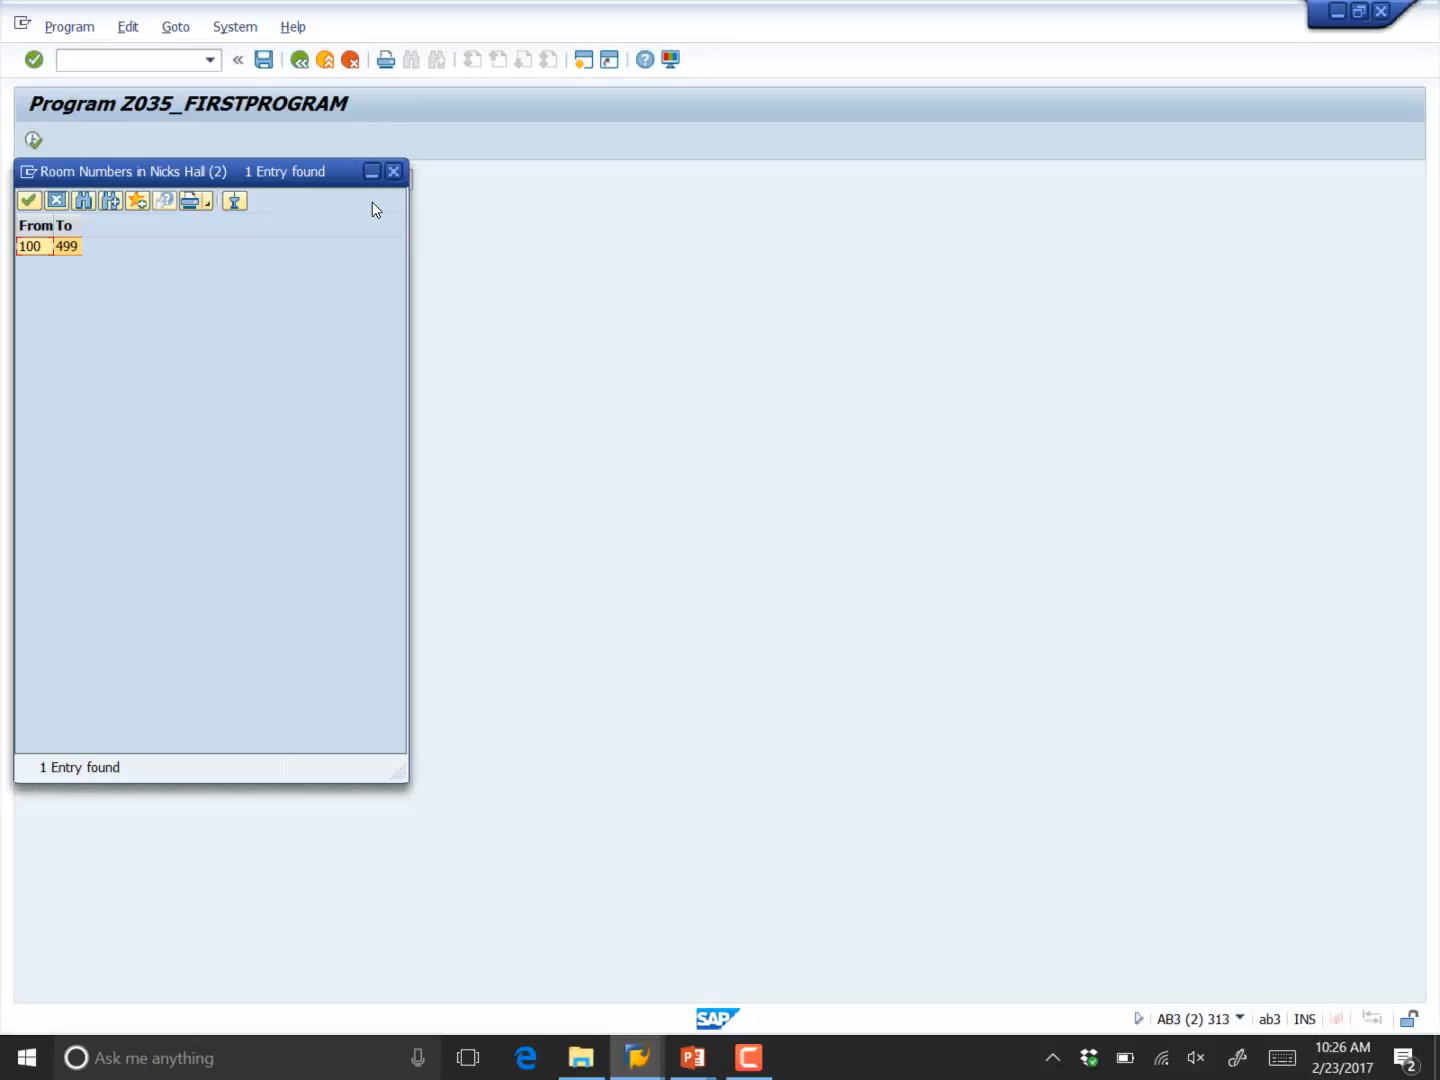 Program Edit Goto System Help
Program Z035_FIRSTPROGRAM
Room Numbers in Nicks Hall (2) 1 Entry found
From To
100 499
1 Entry found
SAP
AB3 (2) 313 ab3 INS
Ask me anything
10:26 AM
2/23/2017
2